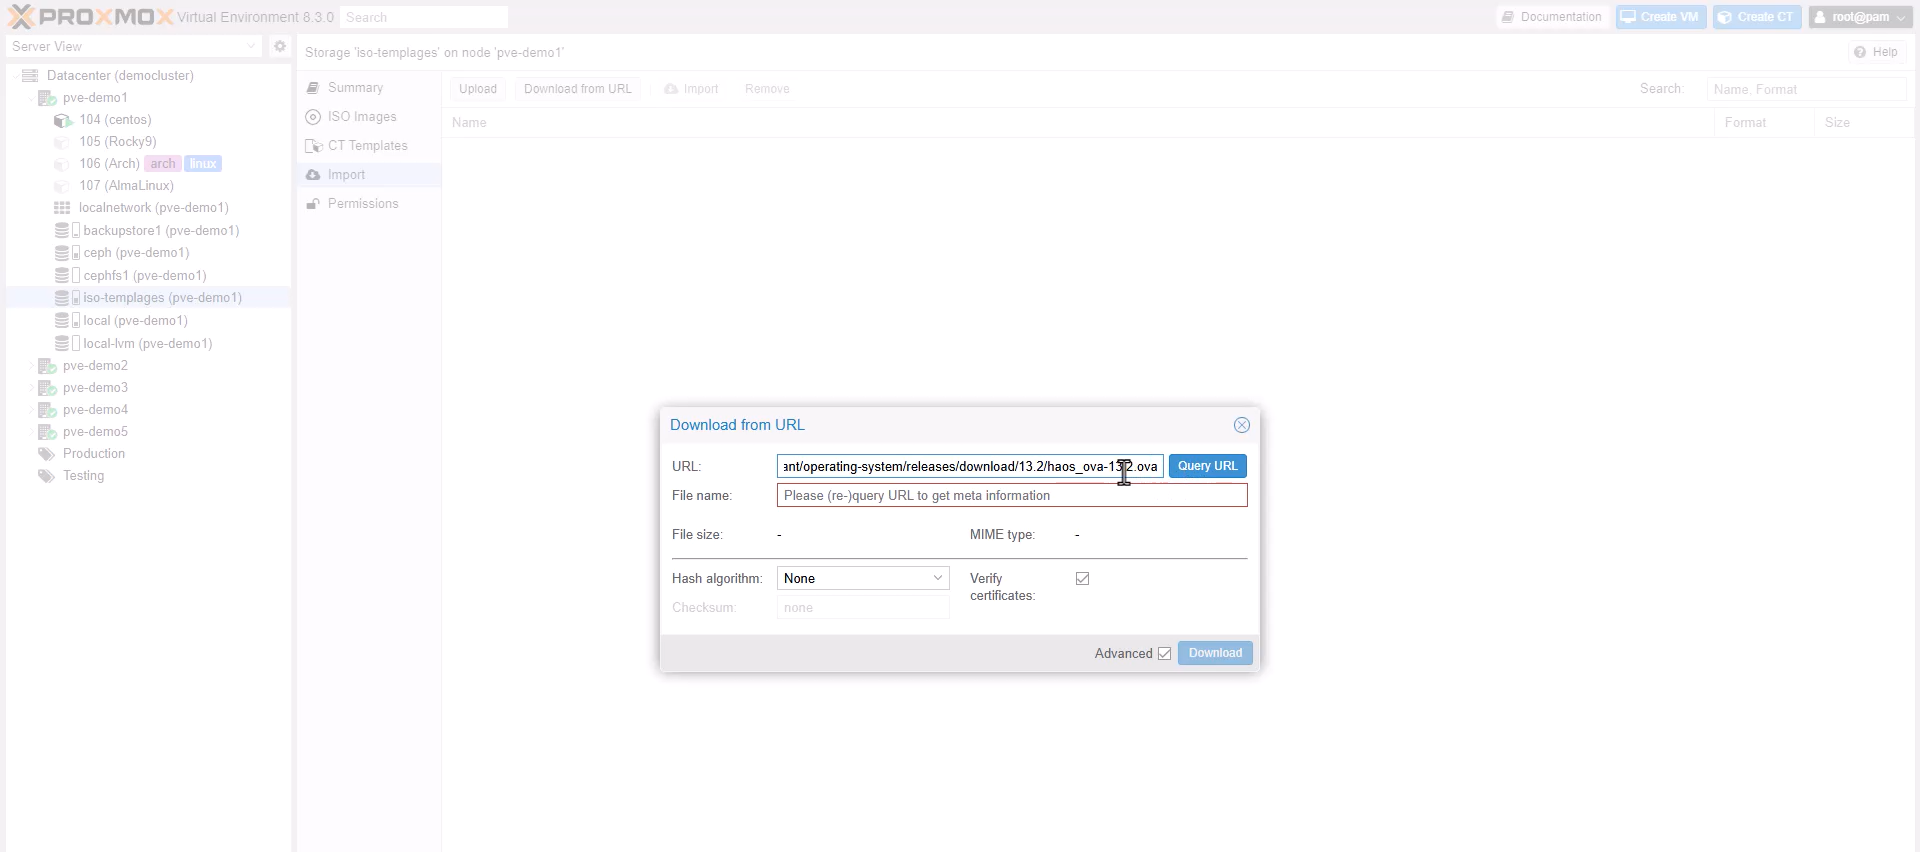 PROXMOX Virtual Environment 8.3.0 Search Documentation Create VM Create CT root@pam
Server View
Storage 'iso-templages' on node 'pve-demo1' Help
Datacenter (democluster)
pve-demo1
104 (centos)
105 (Rocky9)
106 (Arch) arch linux
107 (AlmaLinux)
localnetwork (pve-demo1)
backupstore1 (pve-demo1)
ceph (pve-demo1)
cephfs1 (pve-demo1)
iso-templages (pve-demo1)
local (pve-demo1)
local-lvm (pve-demo1)
pve-demo2
pve-demo3
pve-demo4
pve-demo5
Production
Testing
Summary
ISO Images
CT Templates
Import
Permissions
Upload Download from URL Import Remove Search: Name, Format
Name Format Size
Download from URL
URL: ant/operating-system/releases/download/13.2/haos_ova-13.2.ova Query URL
File name: Please (re-)query URL to get meta information
File size: - MIME type: -
Hash algorithm: None Verify
certificates:
Checksum: none
Advanced Download